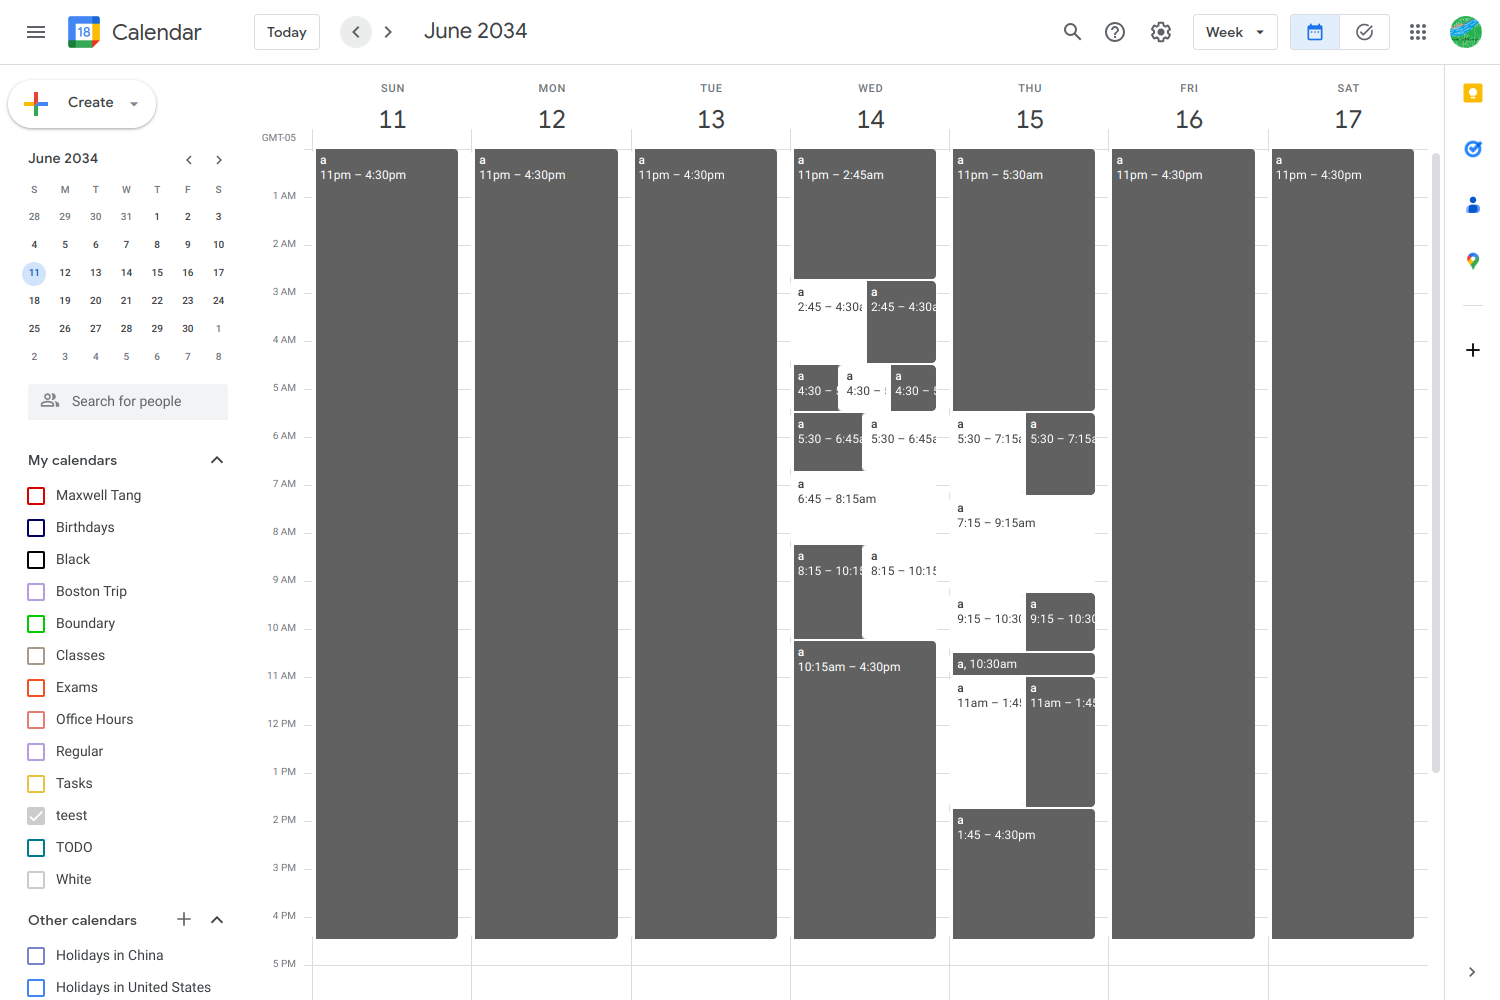 18 Calendar Today June 2034 Week
Create
June 2034
S M T W T F S
28 29 30 31 1 2 3
4 5 6 7 8 9 10
11 12 13 14 15 16 17
18 19 20 21 22 23 24
25 26 27 28 29 30 1
2 3 4 5 6 7 8
Search for people
My calendars
Maxwell Tang
Birthdays
Black
Boston Trip
Boundary
Classes
Exams
Office Hours
Regular
Tasks
teest
TODO
White
Other calendars
Holidays in China
Holidays in United States
SUN MON TUE WED THU FRI SAT
11 12 13 14 15 16 17
GMT-05
1 AM
2 AM
3 AM
4 AM
5 AM
6 AM
7 AM
8 AM
9 AM
10 AM
11 AM
12 PM
1 PM
2 PM
3 PM
4 PM
5 PM
a
11pm – 4:30pm
a
11pm – 4:30pm
a
11pm – 4:30pm
a
11pm – 2:45am
a
2:45 – 4:30a
a
2:45 – 4:30a
a
4:30 –
a
4:30 –
a
4:30 –
a
5:30 – 6:45a
a
5:30 – 6:45a
a
6:45 – 8:15am
a
8:15 – 10:15
a
8:15 – 10:15
a
10:15am – 4:30pm
a
11pm – 5:30am
a
5:30 – 7:15a
a
5:30 – 7:15a
a
7:15 – 9:15am
a
9:15 – 10:30
a
9:15 – 10:30
a, 10:30am
a
11am – 1:45
a
11am – 1:45
a
1:45 – 4:30pm
a
11pm – 4:30pm
a
11pm – 4:30pm